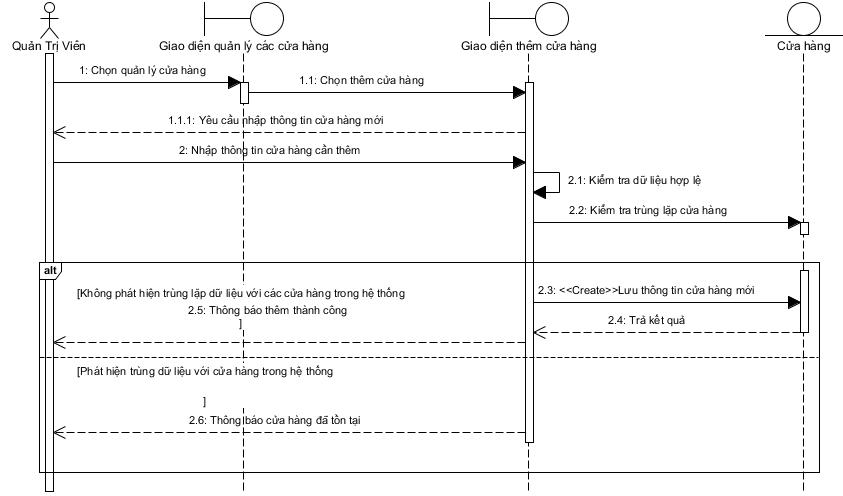 Quản Trị Viên
Giao diện quản lý các cửa hàng
Giao diện thêm cửa hàng
Cửa hàng
1: Chọn quản lý cửa hàng
1.1: Chọn thêm cửa hàng
1.1.1: Yêu cầu nhập thông tin cửa hàng mới
2: Nhập thông tin cửa hàng cần thêm
2.1: Kiểm tra dữ liệu hợp lệ
2.2: Kiểm tra trùng lặp cửa hàng
alt
[Không phát hiện trùng lặp dữ liệu với các cửa hàng trong hệ thống
]
2.3: <<Create>>Lưu thông tin cửa hàng mới
2.4: Trả kết quả
2.5: Thông báo thêm thành công
[Phát hiện trùng dữ liệu với cửa hàng trong hệ thống
]
2.6: Thông báo cửa hàng đã tồn tại